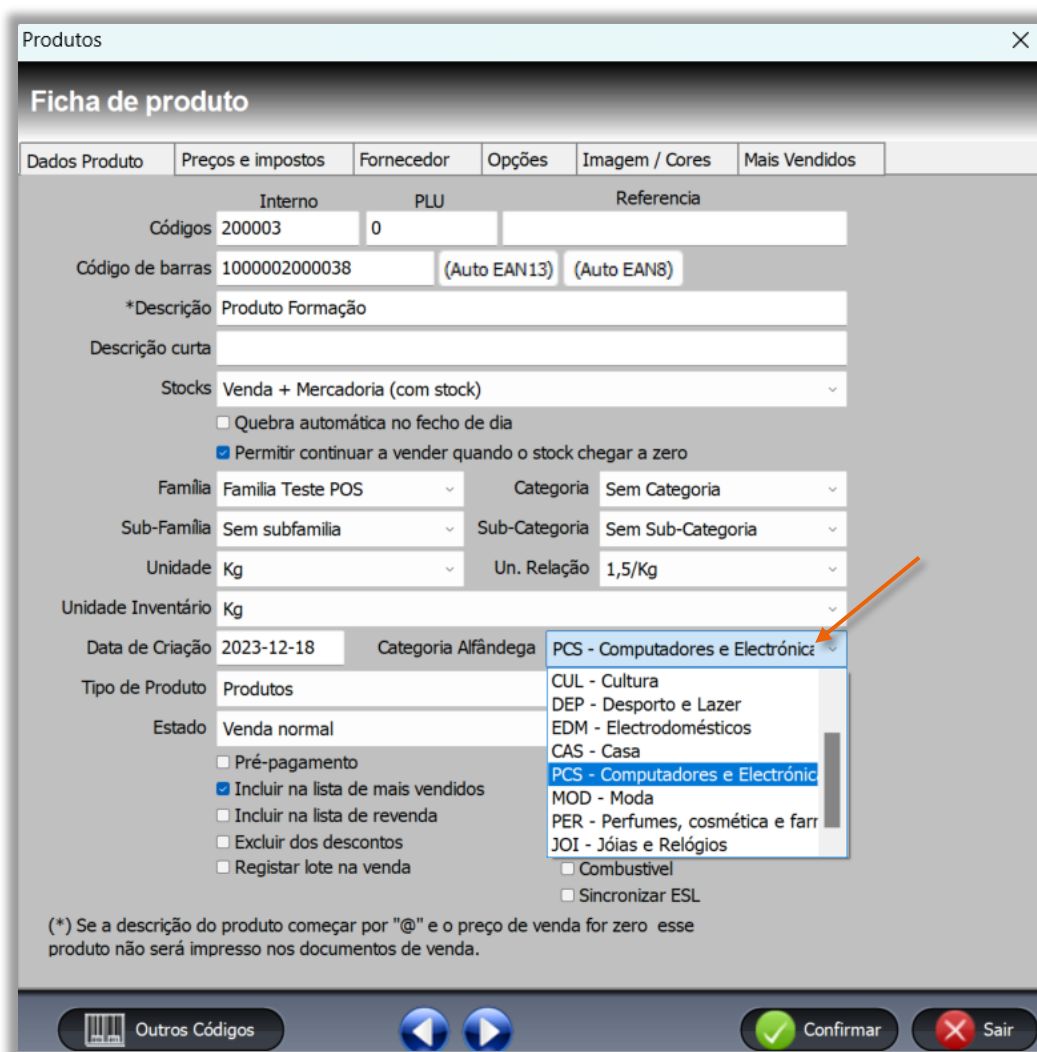 Produtos
Ficha de produto
Dados Produto Preços e impostos Fornecedor Opções Imagem / Cores Mais Vendidos
Interno PLU Referencia
Códigos 200003 0
Código de barras 1000002000038 (Auto EAN13) (Auto EAN8)
*Descrição Produto Formação
Descrição curta
Stocks Venda + Mercadoria (com stock)
Quebra automática no fecho de dia
Permitir continuar a vender quando o stock chegar a zero
Família Familia Teste POS Categoria Sem Categoria
Sub-Família Sem subfamilia Sub-Categoria Sem Sub-Categoria
Unidade Kg Un. Relação 1,5/Kg
Unidade Inventário Kg
Data de Criação 2023-12-18 Categoria Alfândega PCS - Computadores e Electrónica
Tipo de Produto Produtos
CUL - Cultura
DEP - Desporto e Lazer
Estado Venda normal
EDM - Electrodomésticos
CAS - Casa
Pré-pagamento
PCS - Computadores e Electrónic
Incluir na lista de mais vendidos
MOD - Moda
Incluir na lista de revenda
PER - Perfumes, cosmética e farr
Excluir dos descontos
JOI - Jóias e Relógios
Registar lote na venda
Combustivel
Sincronizar ESL
(*) Se a descrição do produto começar por "@" e o preço de venda for zero esse
produto não será impresso nos documentos de venda.
Outros Códigos Confirmar Sair